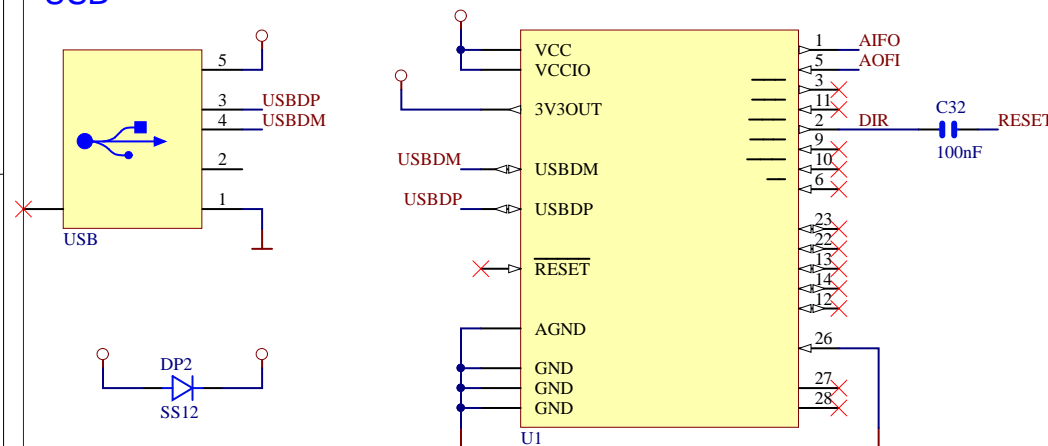 USB
5
3
USBDP
4
USBDM
2
1
USB
DP2
SS12
VCC
VCCIO
3V3OUT
USBDM
USBDM
USBDP
USBDP
RESET
AGND
GND
GND
GND
U1
1
AIFO
5
AOFI
3
11
2
DIR
C32
RESET
100nF
9
10
6
23
22
13
14
12
26
27
28